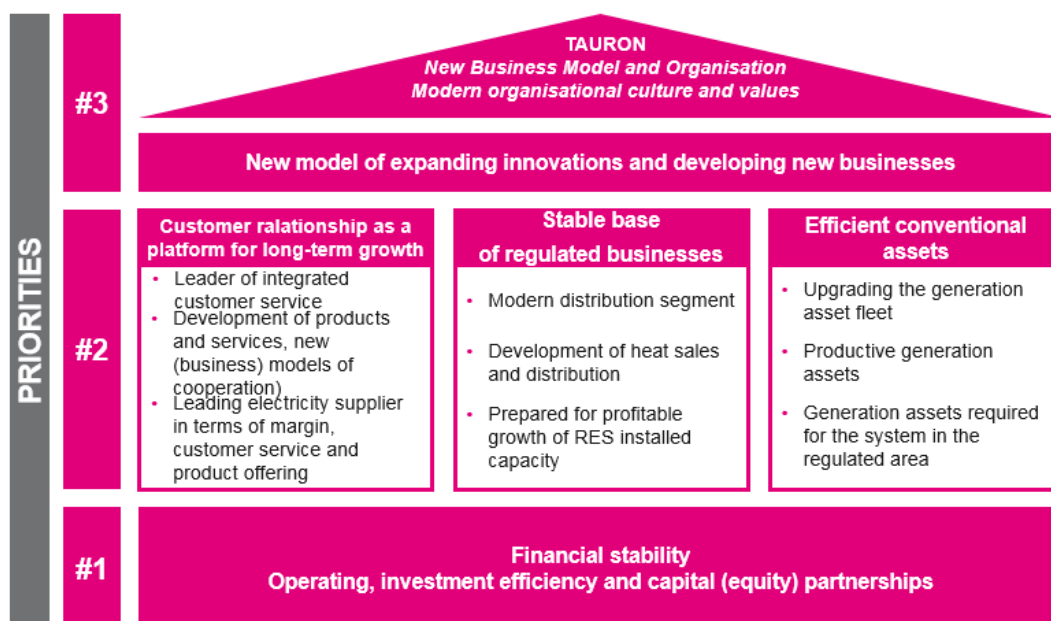 PRIORITIES
#3
TAURON
New Business Model and Organisation
Modern organisational culture and values
New model of expanding innovations and developing new businesses
#2
Customer ralationship as a
platform for long-term growth
• Leader of integrated
customer service
• Development of products
and services, new
(business) models of
cooperation)
• Leading electricity supplier
in terms of margin,
customer service and
product offering
Stable base
of regulated businesses
• Modern distribution segment
• Development of heat sales
and distribution
• Prepared for profitable
growth of RES installed
capacity
Efficient conventional
assets
• Upgrading the generation
asset fleet
• Productive generation
assets
• Generation assets required
for the system in the
regulated area
#1
Financial stability
Operating, investment efficiency and capital (equity) partnerships